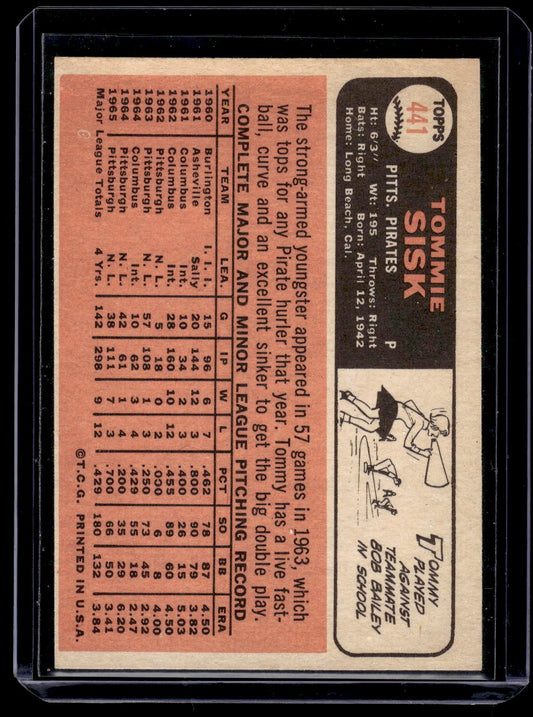 TOPPS
441
TOMMIE
SISK
PITTS. PIRATES P
Ht: 6'3" Wt: 195 Throws: Right
Bats: Right Born: April 12, 1942
Home: Long Beach, Cal.
TOMMY
PLAYED
AGAINST
TEAMMATE
BOB BAILEY
IN SCHOOL
The strong-armed youngster appeared in 57 games in 1963, which
was tops for any Pirate hurler that year. Tommy has a live fast-
ball, curve and an excellent sinker to get the big double play.
COMPLETE MAJOR AND MINOR LEAGUE PITCHING RECORD
YEAR TEAM LEA. G IP W L PCT SO BB ERA
1960 Burlington I. I. I. 15 96 6 7 .462 78 87 4.50
1961 Asheville Sally 20 144 12 3 .800 90 79 3.82
1961 Columbus Int. 10 26 15 1.03
1962 Columbus Int. 28 160 10 12 .455 89 60 4.50
1962 Pittsburgh N. L. 5 18 0 2 .000 6 8 4.00
1963 Pittsburgh N. L. 57 108 1 3 .250 73 45 2.92
1964 Columbus Int. 10 62 3 4 .429 55 18 2.47
1964 Pittsburgh N. L. 42 61 1 4 .200 35 29 6.20
1965 Pittsburgh N. L. 38 111 7 3 .700 66 50 3.41
Major League Totals 4 Yrs. 142 298 9 12 .429 180 132 3.84
©T.C.G. PRINTED IN U.S.A.